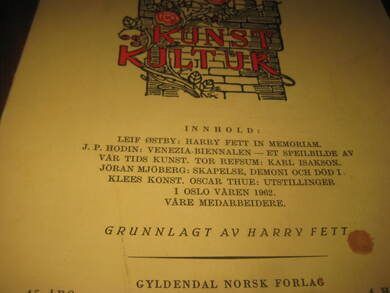 KUNST
KULTUR
INNHOLD:
LEIF ØSTBY: HARRY FETT IN MEMORIAM.
J. P. HODIN: VENEZIA-BIENNALEN — ET SPEILBILDE AV
VÅR TIDS KUNST. TOR REFSUM: KARL ISAKSON.
JÖRAN MJÖBERG: SKAPELSE, DEMONI OCH DÖD I
KLEES KONST. OSCAR THUE: UTSTILLINGER
I OSLO VÅREN 1962.
VÅRE MEDARBEIDERE.
GRUNNLAGT AV HARRY FETT
GYLDENDAL NORSK FORLAG